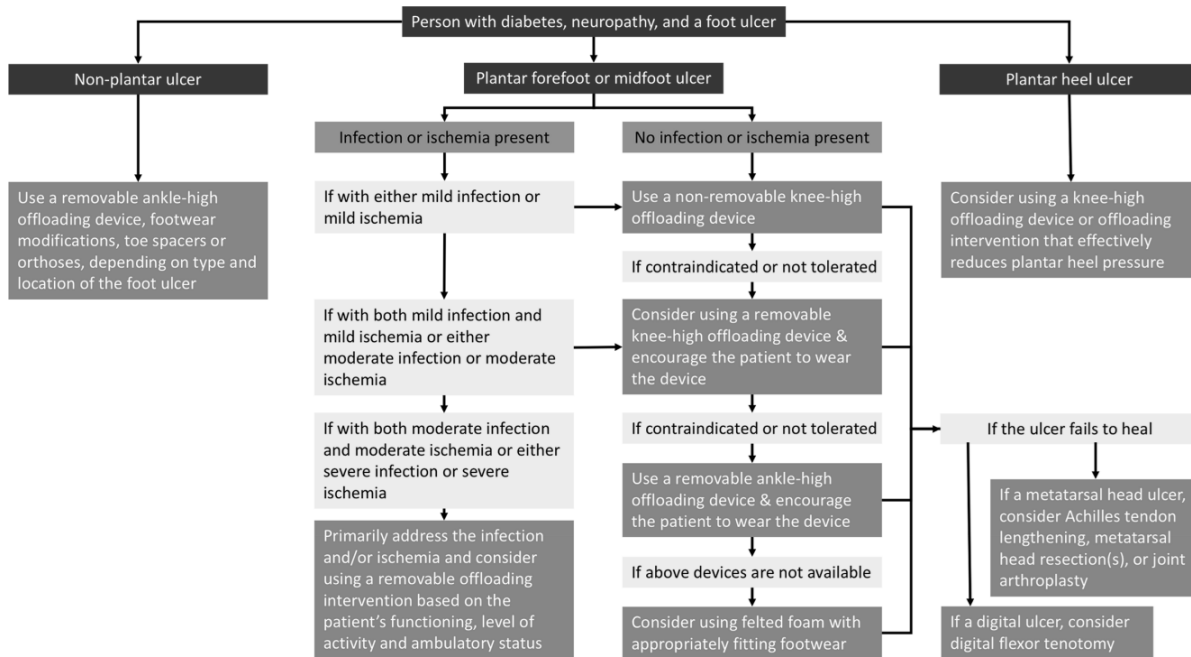 Person with diabetes, neuropathy, and a foot ulcer
Non-plantar ulcer
Plantar forefoot or midfoot ulcer
Plantar heel ulcer
Infection or ischemia present
No infection or ischemia present
Use a removable ankle-high
offloading device, footwear
modifications, toe spacers or
orthoses, depending on type and
location of the foot ulcer
If with either mild infection or
mild ischemia
If with both mild infection and
mild ischemia or either
moderate infection or moderate
ischemia
If with both moderate infection
and moderate ischemia or either
severe infection or severe
ischemia
Primarily address the infection
and/or ischemia and consider
using a removable offloading
intervention based on the
patient's functioning, level of
activity and ambulatory status
Use a non-removable knee-high
offloading device
If contraindicated or not tolerated
Consider using a removable
knee-high offloading device &
encourage the patient to wear
the device
If contraindicated or not tolerated
Use a removable ankle-high
offloading device & encourage
the patient to wear the device
If above devices are not available
Consider using felted foam with
appropriately fitting footwear
Consider using a knee-high
offloading device or offloading
intervention that effectively
reduces plantar heel pressure
If the ulcer fails to heal
If a metatarsal head ulcer,
consider Achilles tendon
lengthening, metatarsal
head resection(s), or joint
arthroplasty
If a digital ulcer, consider
digital flexor tenotomy